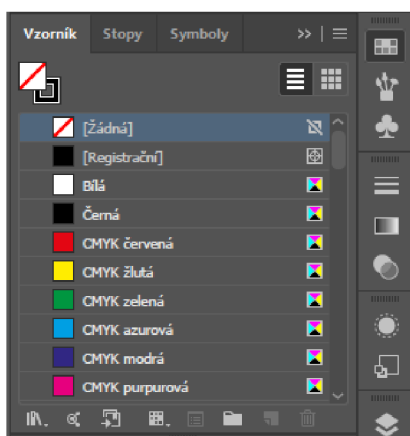 Vzorník Stopy Symboly
[Žádná]
[Registrační]
Bílá
Černá
CMYK červená
CMYK žlutá
CMYK zelená
CMYK azurová
CMYK modrá
CMYK purpurová